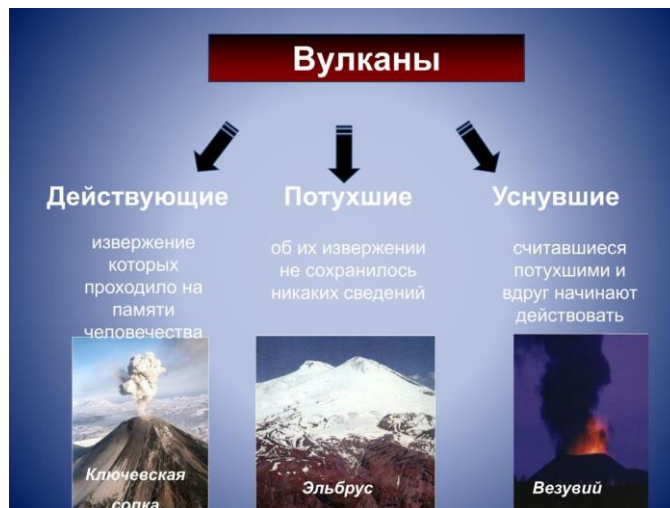 Вулканы
Действующие
извержение
которых
проходило на
памяти
человечества
Потухшие
об их извержении
не сохранилось
никаких сведений
Уснувшие
считавшиеся
потухшими и
вдруг начинают
действовать
Ключевская
сопка
Эльбрус
Везувий